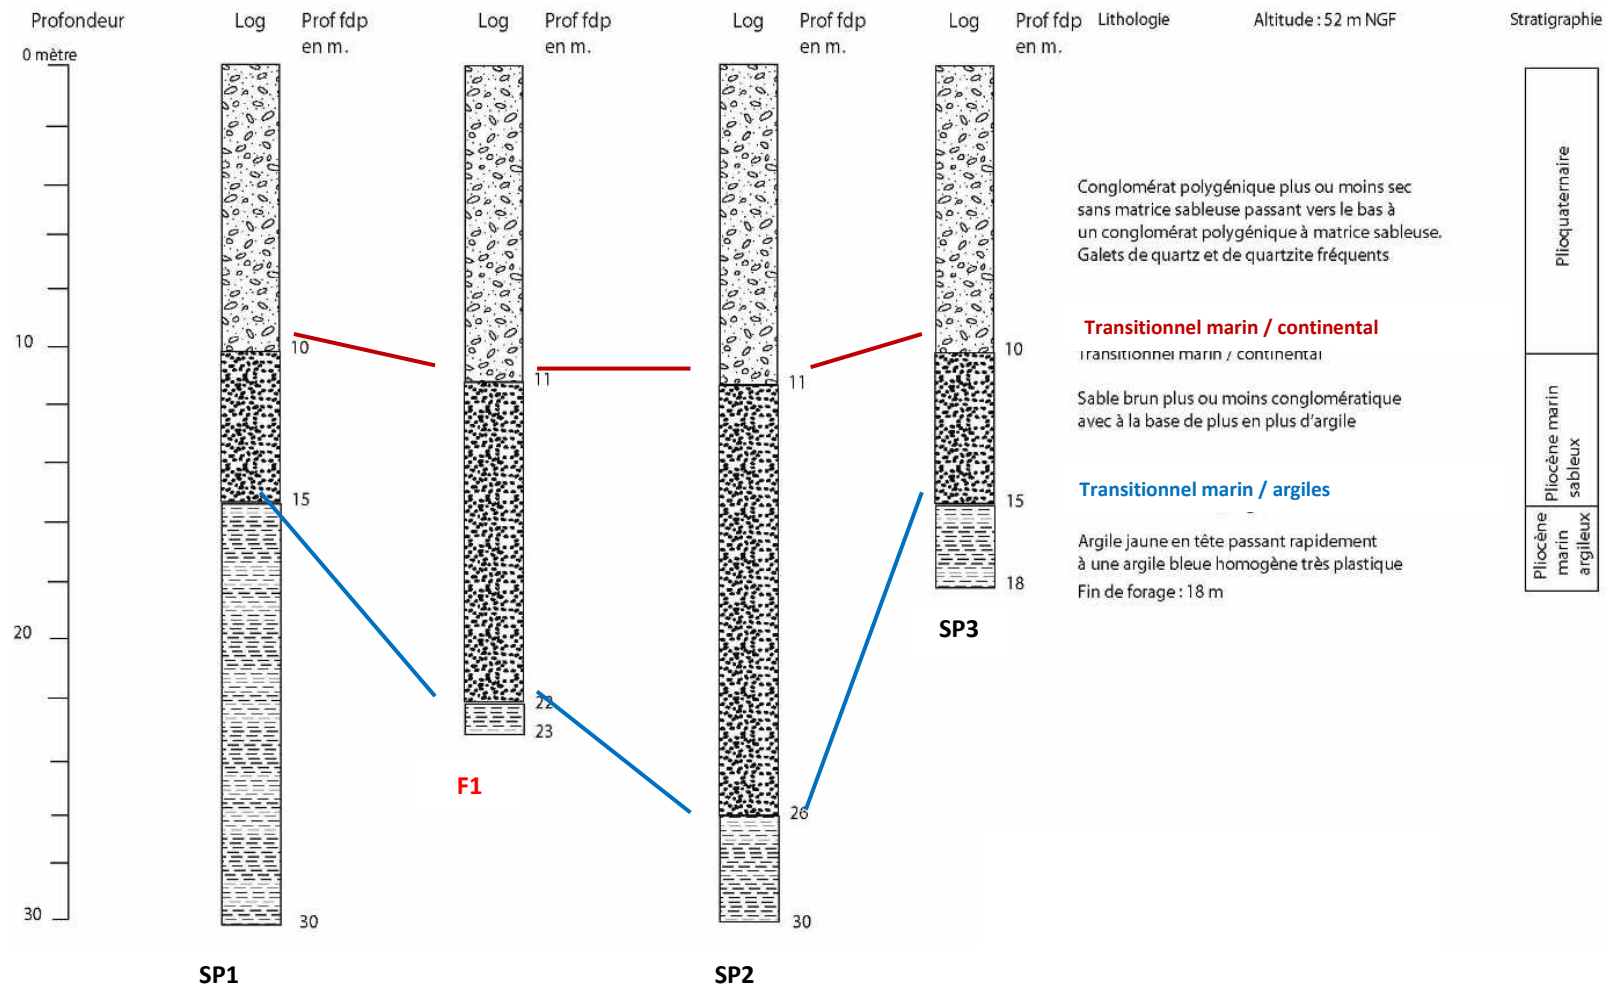 Profondeur
0 mètre
10
20
30
Log
Prof fdp
en m.
10
15
30
SP1
Log
Prof fdp
en m.
11
22
23
F1
Log
Prof fdp
en m.
11
26
30
SP2
Log
Prof fdp
en m.
10
15
18
SP3
Lithologie
Altitude : 52 m NGF
Stratigraphie
Conglomérat polygénique plus ou moins sec
sans matrice sableuse passant vers le bas à
un conglomérat polygénique à matrice sableuse.
Galets de quartz et de quartzite fréquents
Transitionnel marin / continental
Transitionnel marin / continental
Sable brun plus ou moins conglomératique
avec à la base de plus en plus d'argile
Transitionnel marin / argiles
Argile jaune en tête passant rapidement
à une argile bleue homogène très plastique
Fin de forage : 18 m
Plioquaternaire
Pliocène marin
sableux
Pliocène
marin
argileux